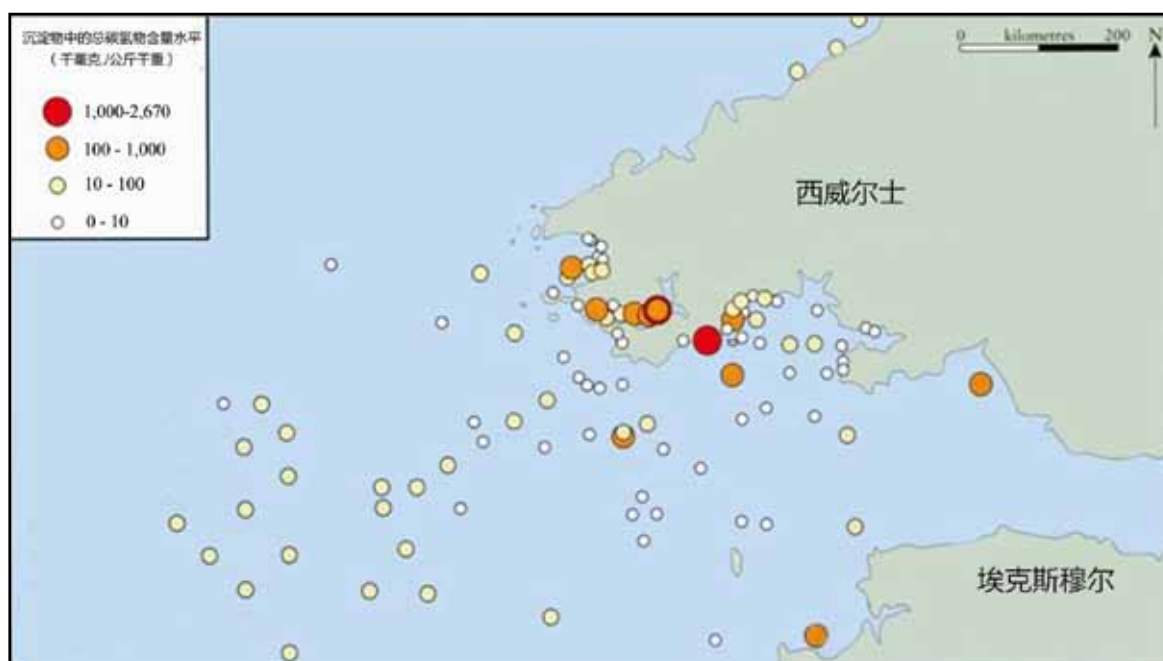 沉淀物中的总碳氢物含量水平
（千毫克/公斤干重）
1,000-2,670
100 - 1,000
10 - 100
0 - 10
0 kilometres 200
N
西威尔士
埃克斯穆尔